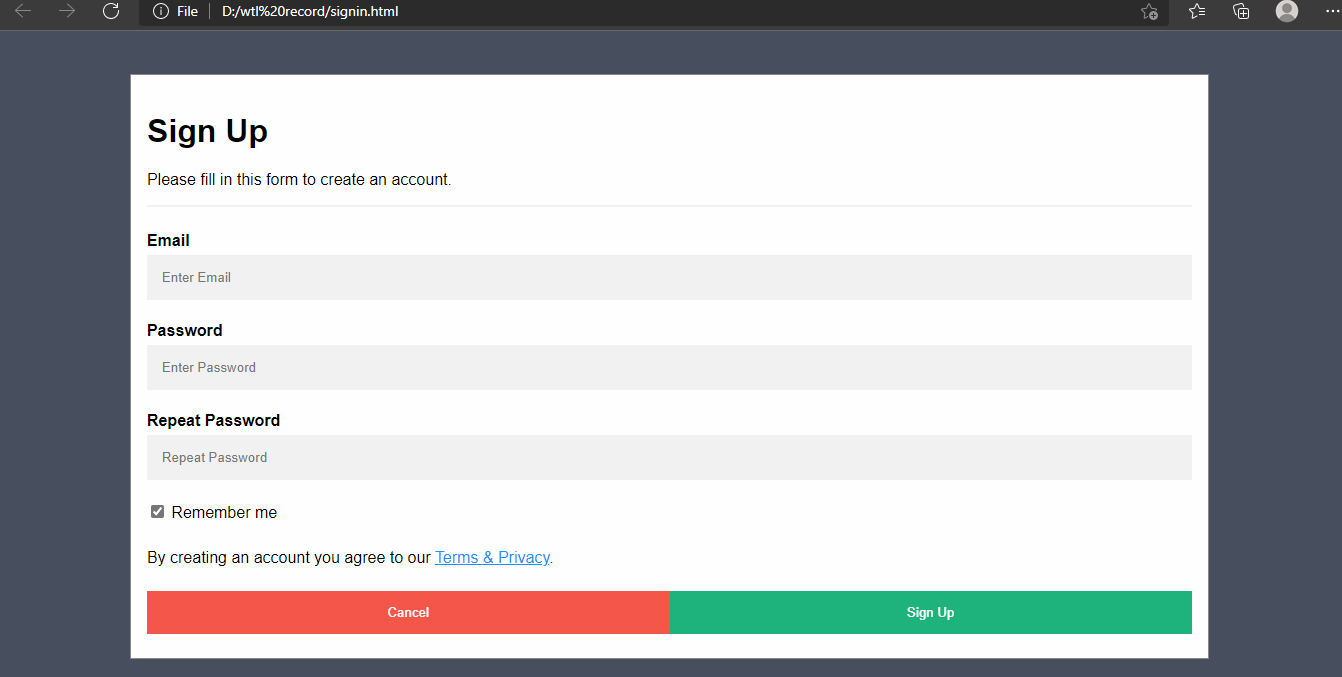 File D:/wtl%20record/signin.html
Sign Up
Please fill in this form to create an account.
Email
Enter Email
Password
Enter Password
Repeat Password
Repeat Password
Remember me
By creating an account you agree to our Terms & Privacy.
Cancel Sign Up